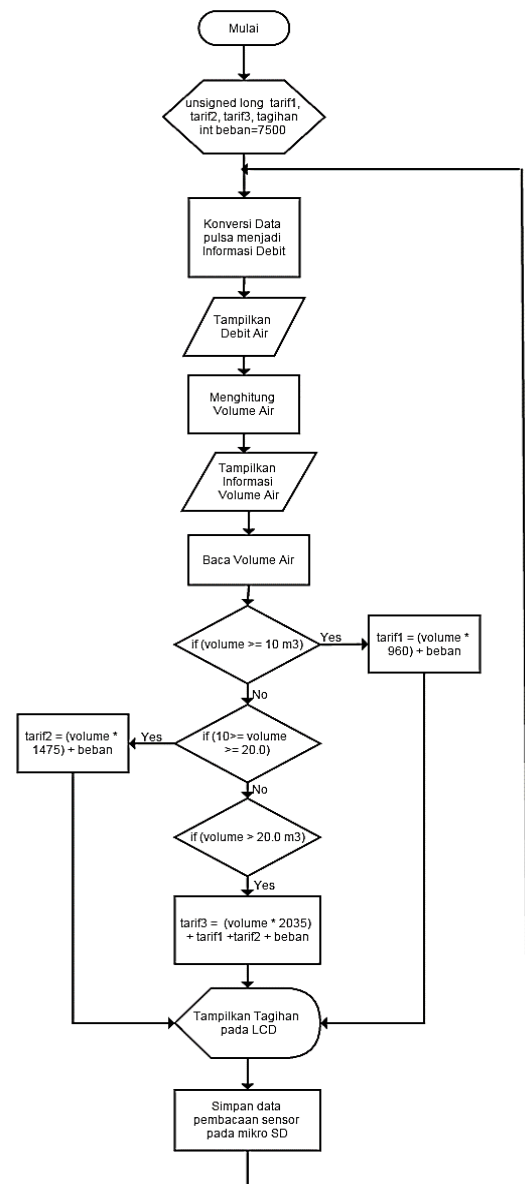 Mulai
unsigned long tarif1,
tarif2, tarif3, tagihan
int beban=7500
Konversi Data
pulsa menjadi
Informasi Debit
Tampilkan
Debit Air
Menghitung
Volume Air
Tampilkan
Informasi
Volume Air
Baca Volume Air
if (volume >= 10 m3)
Yes
tarif1 = (volume *
960) + beban
No
if (10>= volume
>= 20.0)
Yes
tarif2 = (volume *
1475) + beban
No
if (volume > 20.0 m3)
Yes
tarif3 = (volume * 2035)
+ tarif1 +tarif2 + beban
Tampilkan Tagihan
pada LCD
Simpan data
pembacaan sensor
pada mikro SD